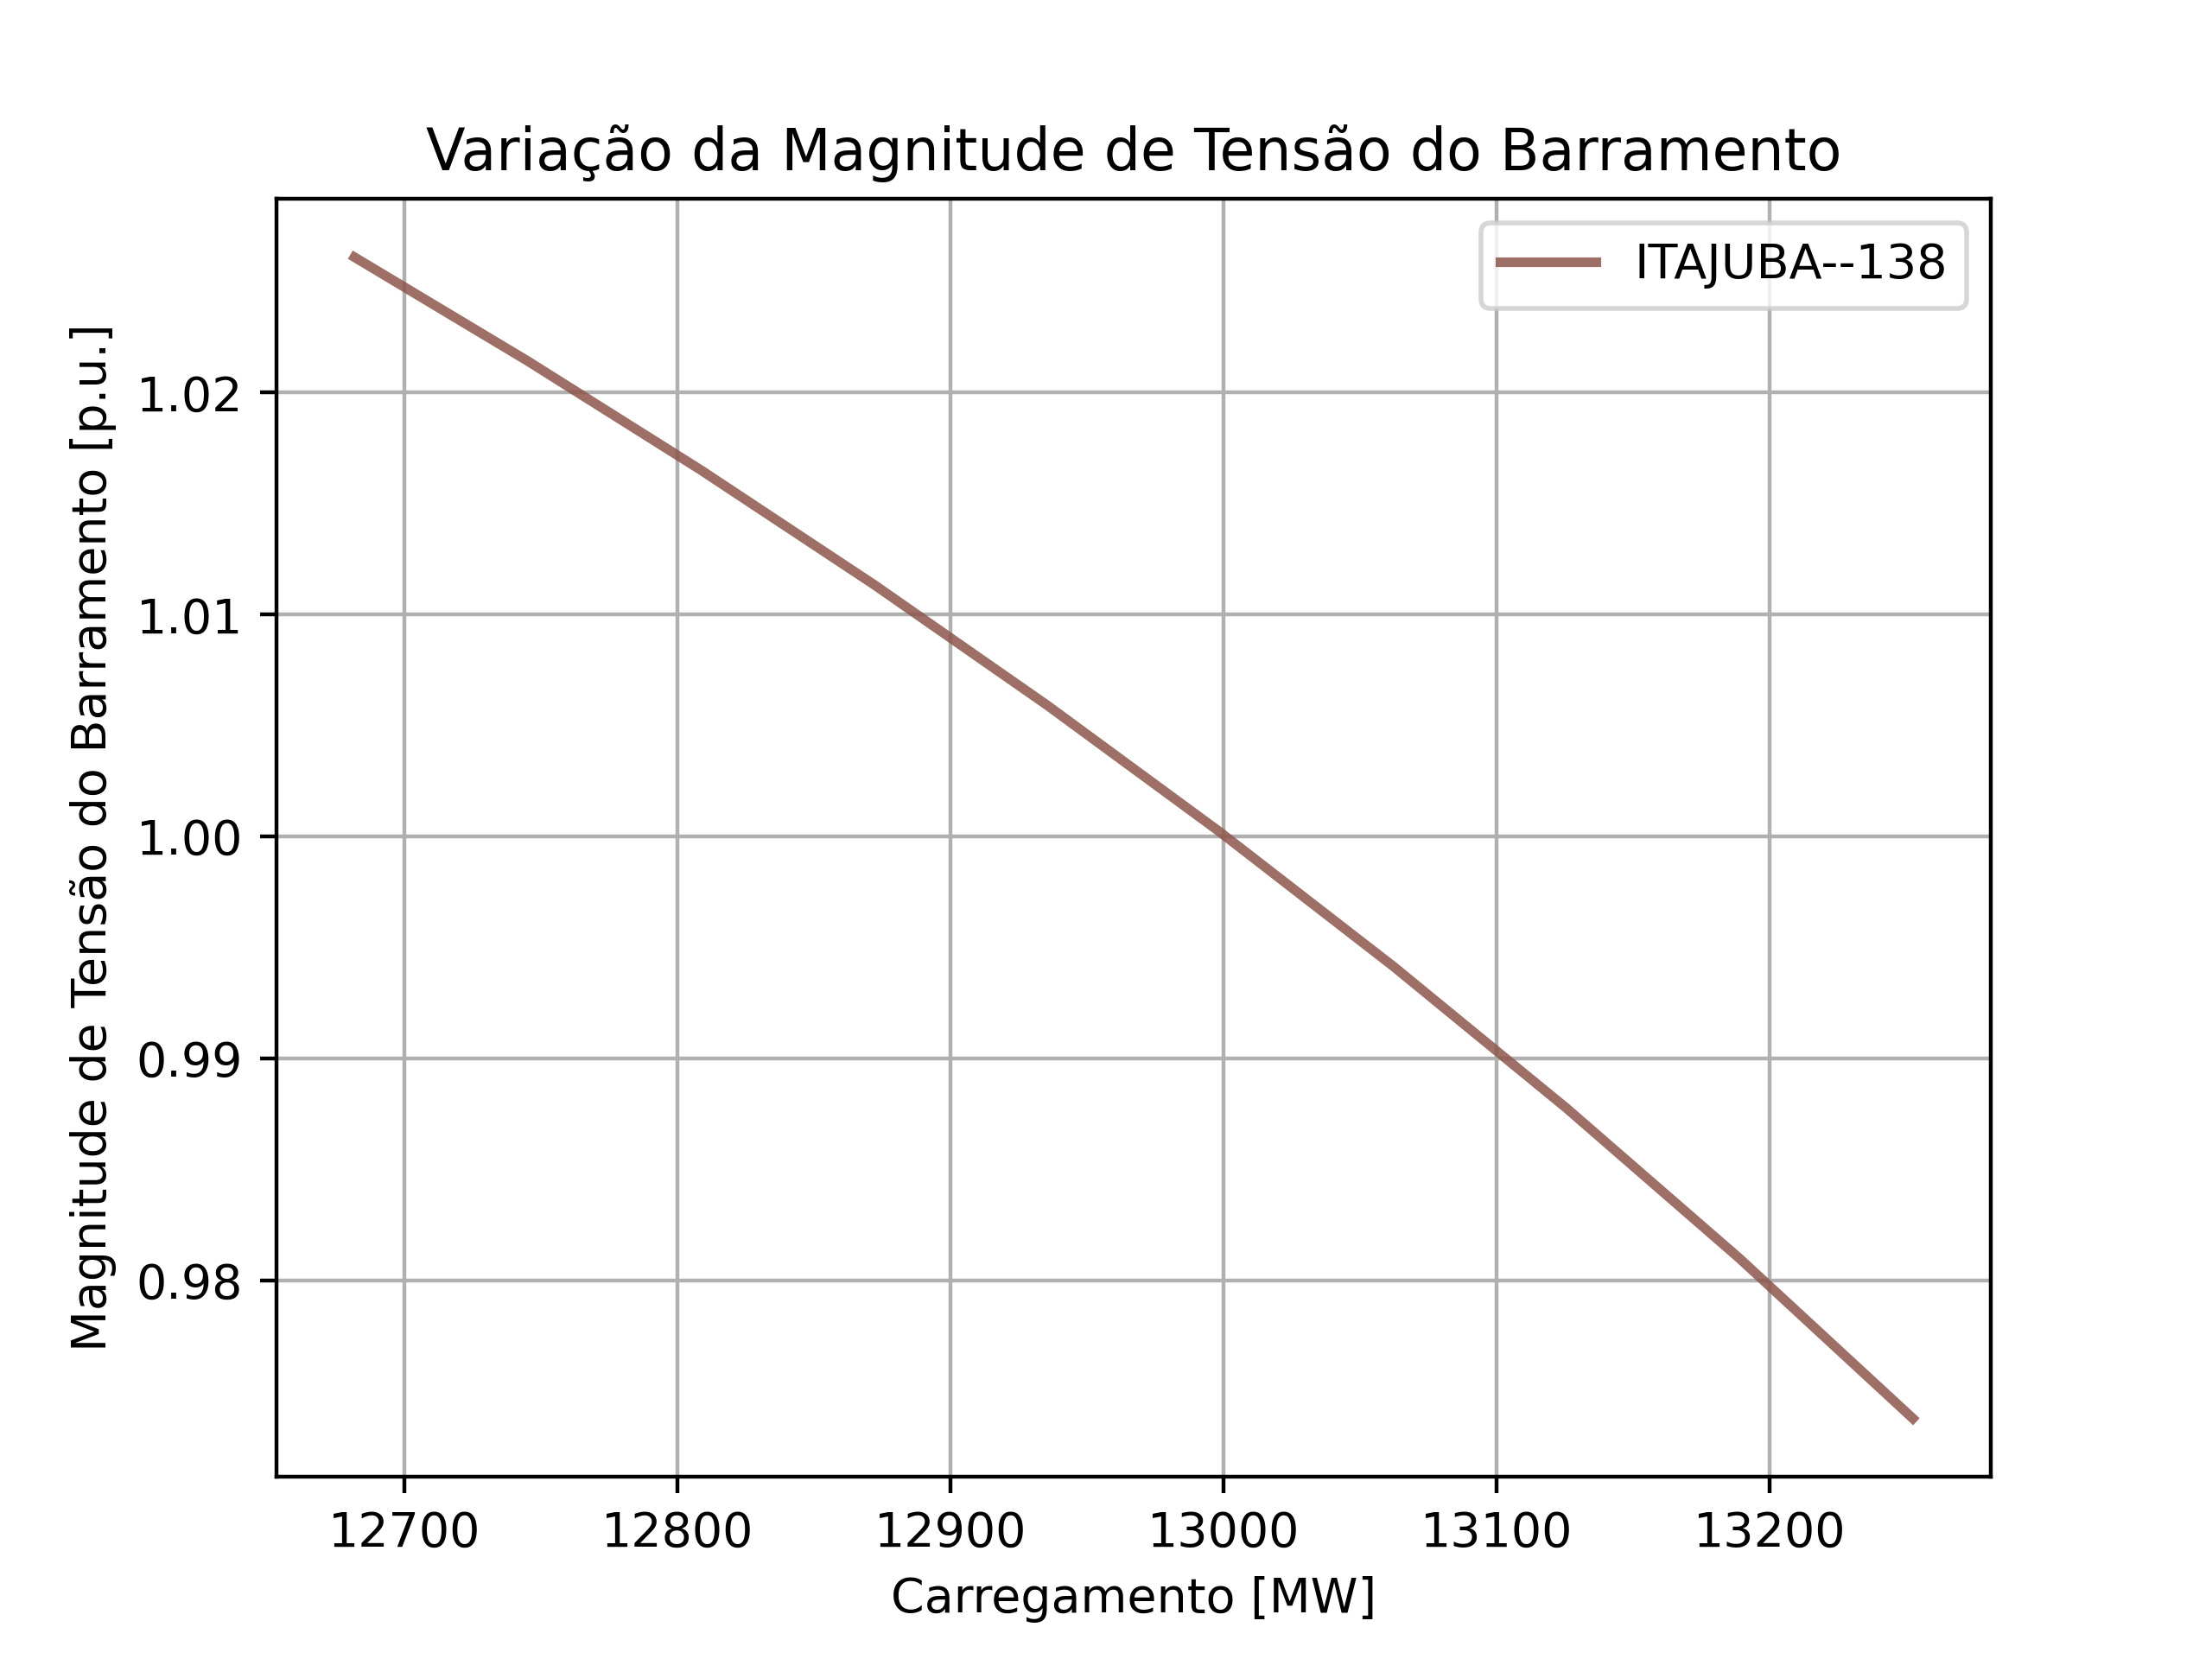 Variação da Magnitude de Tensão do Barramento
ITAJUBA--138
Magnitude de Tensão do Barramento [p.u.]
1.02
1.01
1.00
0.99
0.98
12700 12800 12900 13000 13100 13200
Carregamento [MW]